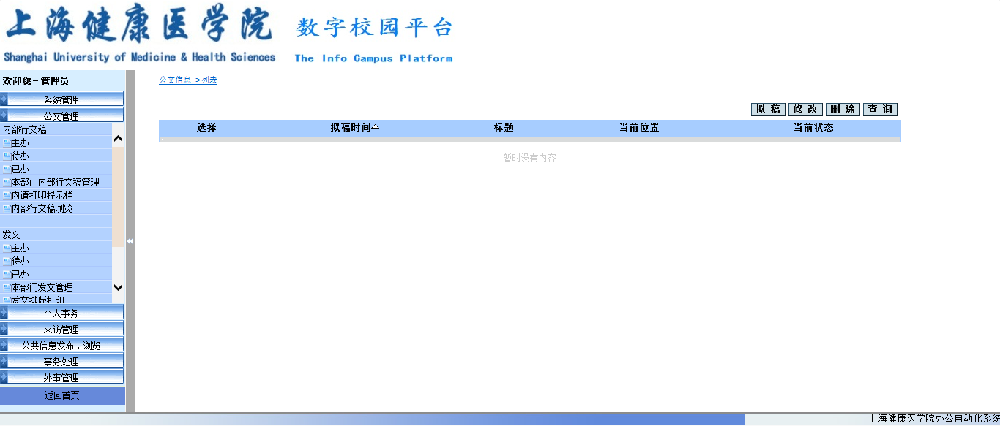 上海健康医学院 数字校园平台
Shanghai University of Medicine & Health Sciences The Info Campus Platform
欢迎您－管理员
系统管理
公文管理
内部行文稿
主办
待办
已办
本部门内部行文稿管理
内请打印提示栏
内部行文稿浏览
发文
主办
待办
已办
本部门发文管理
发文排版打印
个人事务
来访管理
公共信息发布、浏览
事务处理
外事管理
返回首页
公文信息->列表
拟 稿 修 改 删 除 查 询
选择 拟稿时间 标题 当前位置 当前状态
暂时没有内容
上海健康医学院办公自动化系统